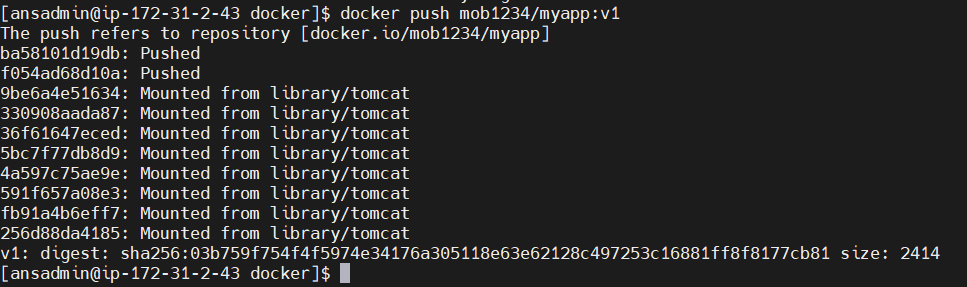 [ansadmin@ip-172-31-2-43 docker]$ docker push mob1234/myapp:v1
The push refers to repository [docker.io/mob1234/myapp]
ba58101d19db: Pushed
f054ad68d10a: Pushed
9be6a4e51634: Mounted from library/tomcat
330908aada87: Mounted from library/tomcat
36f61647eced: Mounted from library/tomcat
5bc7f77db8d9: Mounted from library/tomcat
4a597c75ae9e: Mounted from library/tomcat
591f657a08e3: Mounted from library/tomcat
fb91a4b6eff7: Mounted from library/tomcat
256d88da4185: Mounted from library/tomcat
v1: digest: sha256:03b759f754f4f5974e34176a305118e63e62128c497253c16881ff8f8177cb81 size: 2414
[ansadmin@ip-172-31-2-43 docker]$